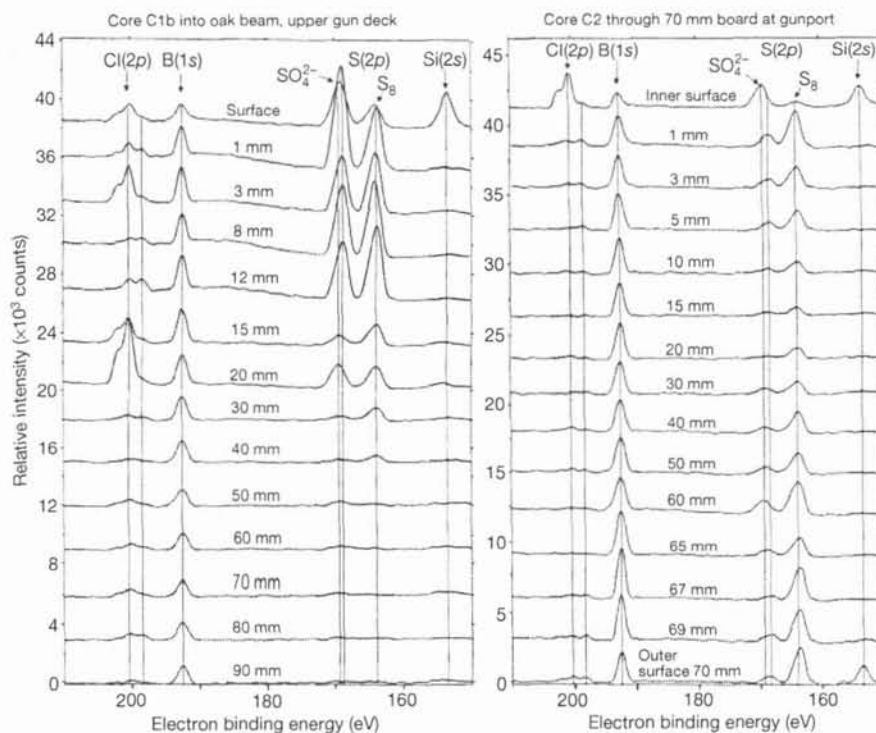 Core C1b into oak beam, upper gun deck
44
40
36
32
28
24
20
16
12
8
4
0
Relative intensity (×10³ counts)
Cl(2p) B(1s)
SO₄²⁻
S(2p)
S₈
Si(2s)
Surface
1 mm
3 mm
8 mm
12 mm
15 mm
20 mm
30 mm
40 mm
50 mm
60 mm
70 mm
80 mm
90 mm
200 180 160
Electron binding energy (eV)
Core C2 through 70 mm board at gunport
45
40
35
30
25
20
15
10
5
0
Cl(2p) B(1s)
S(2p)
SO₄²⁻
S₈
Si(2s)
Inner surface
1 mm
3 mm
5 mm
10 mm
15 mm
20 mm
30 mm
40 mm
50 mm
60 mm
65 mm
67 mm
69 mm
Outer
surface 70 mm
200 180 160
Electron binding energy (eV)